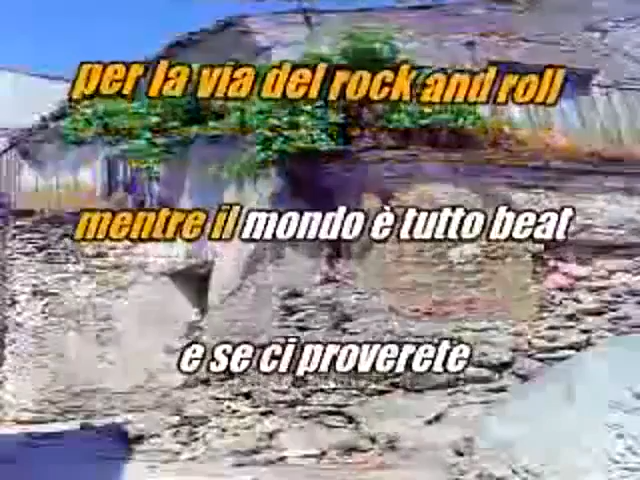 per la via del rock and roll
mentre il mondo è tutto beat
e se ci proverete